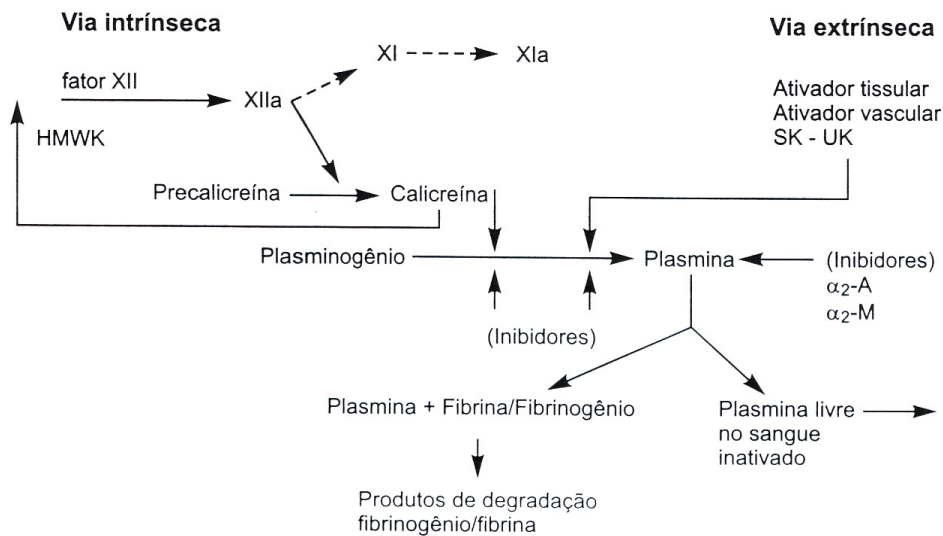 Via intrínseca
Via extrínseca
XI
XIa
fator XII
XIIa
HMWK
Ativador tissular
Ativador vascular
SK - UK
Precalicreína
Calicreína
Plasminogênio
Plasmina
(Inibidores)
α2-A
α2-M
(Inibidores)
Plasmina + Fibrina/Fibrinogênio
Plasmina livre
no sangue
inativado
Produtos de degradação
fibrinogênio/fibrina